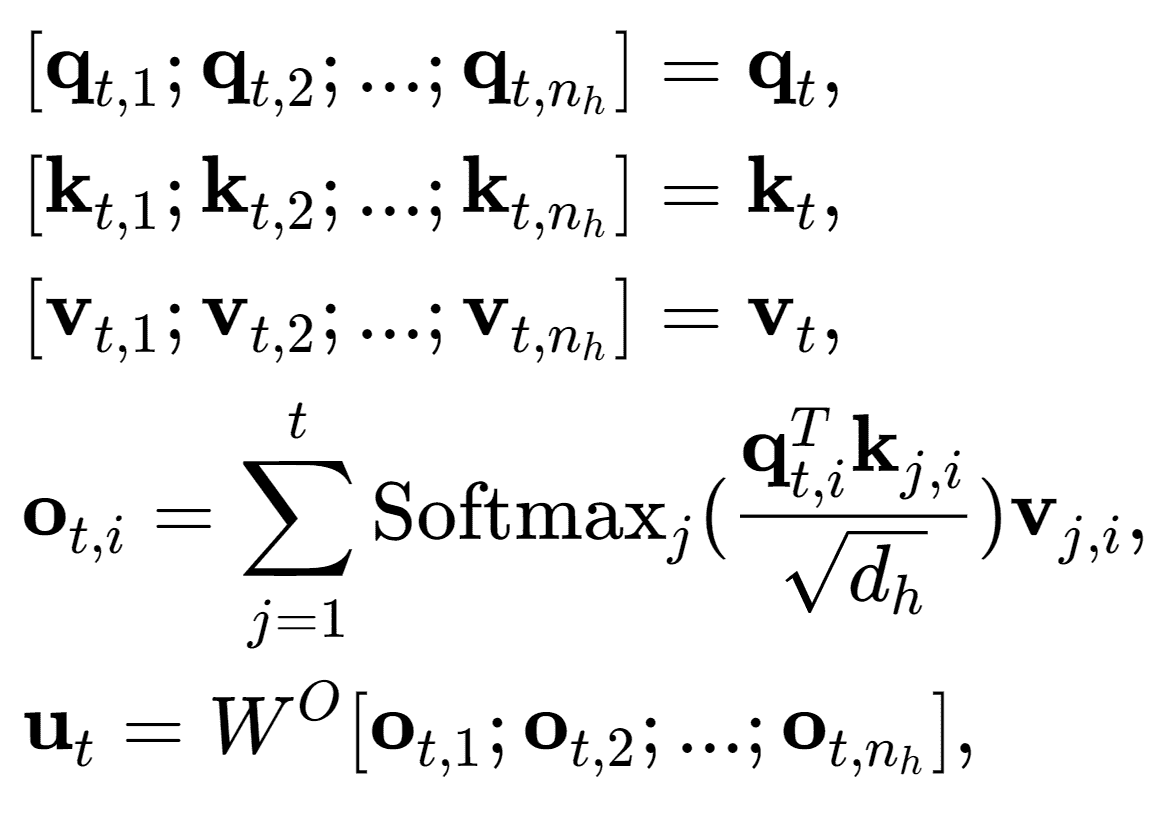 [𝐪_{t,1}; 𝐪_{t,2}; ...; 𝐪_{t,n_h}] = 𝐪_t,
[𝐤_{t,1}; 𝐤_{t,2}; ...; 𝐤_{t,n_h}] = 𝐤_t,
[𝐯_{t,1}; 𝐯_{t,2}; ...; 𝐯_{t,n_h}] = 𝐯_t,
𝐨_{t,i} = \sum_{j=1}^{t} Softmax_j(\frac{𝐪_{t,i}^T 𝐤_{j,i}}{\sqrt{d_h}})𝐯_{j,i},
𝐮_t = W^O[𝐨_{t,1}; 𝐨_{t,2}; ...; 𝐨_{t,n_h}],